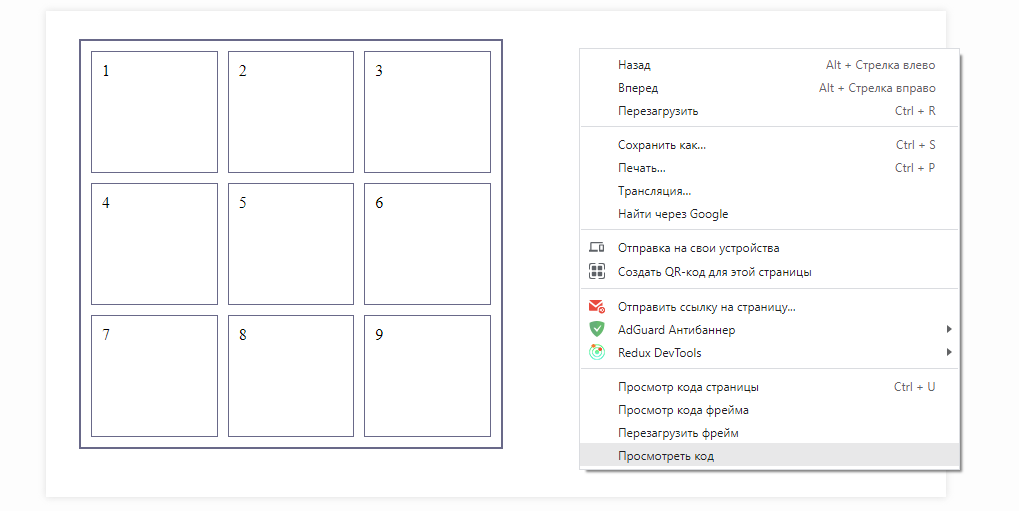 1 2 3
4 5 6
7 8 9
Назад Alt + Стрелка влево
Вперед Alt + Стрелка вправо
Перезагрузить Ctrl + R
Сохранить как... Ctrl + S
Печать... Ctrl + P
Трансляция...
Найти через Google
Отправка на свои устройства
Создать QR-код для этой страницы
Отправить ссылку на страницу...
AdGuard Антибаннер
Redux DevTools
Просмотр кода страницы Ctrl + U
Просмотр кода фрейма
Перезагрузить фрейм
Просмотреть код